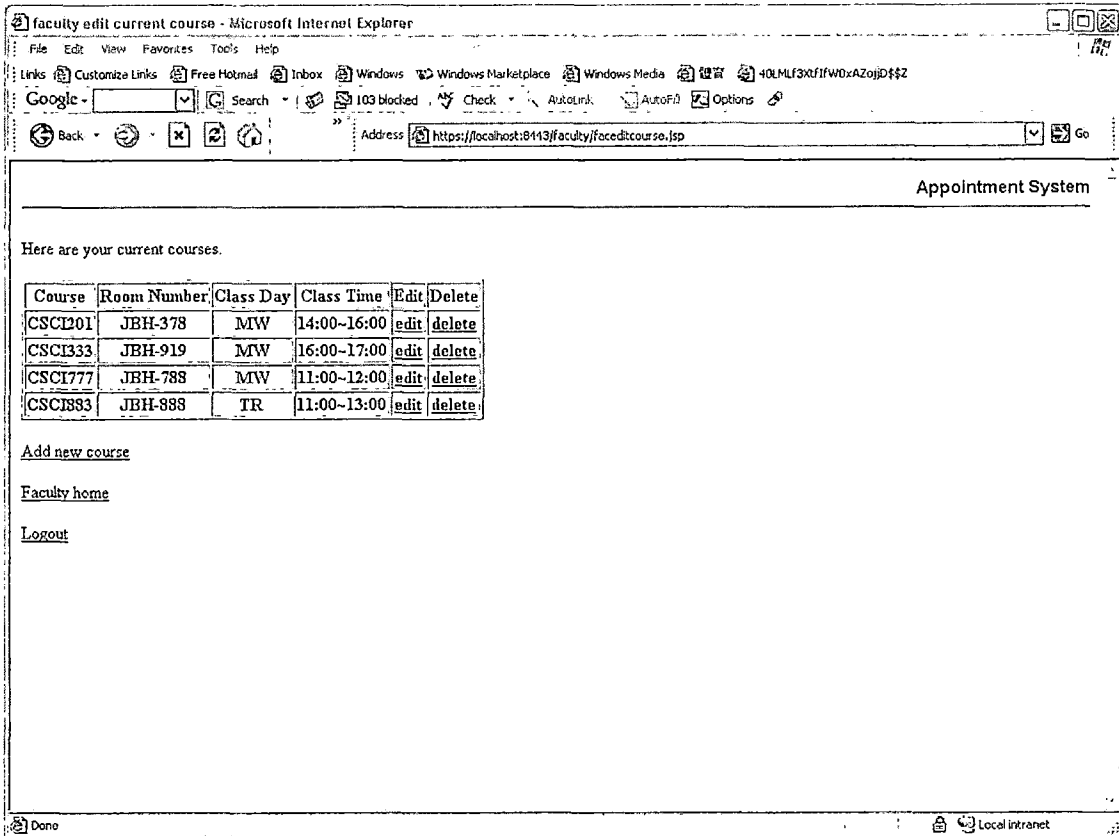 faculty edit current course - Microsoft Internet Explorer
File Edit View Favorites Tools Help
Links Customize Links Free Hotmail Inbox Windows Windows Marketplace Windows Media
Google Search 103 blocked Check AutoLink AutoFill Options
Back Address https://localhost:8443/faculty/faceditcourse.jsp Go
Appointment System
Here are your current courses.
Course Room Number Class Day Class Time Edit Delete
CSCI201 JBH-378 MW 14:00~16:00 edit delete
CSCI333 JBH-919 MW 16:00~17:00 edit delete
CSCI777 JBH-788 MW 11:00~12:00 edit delete
CSCI883 JBH-888 TR 11:00~13:00 edit delete
Add new course
Faculty home
Logout
Done Local intranet